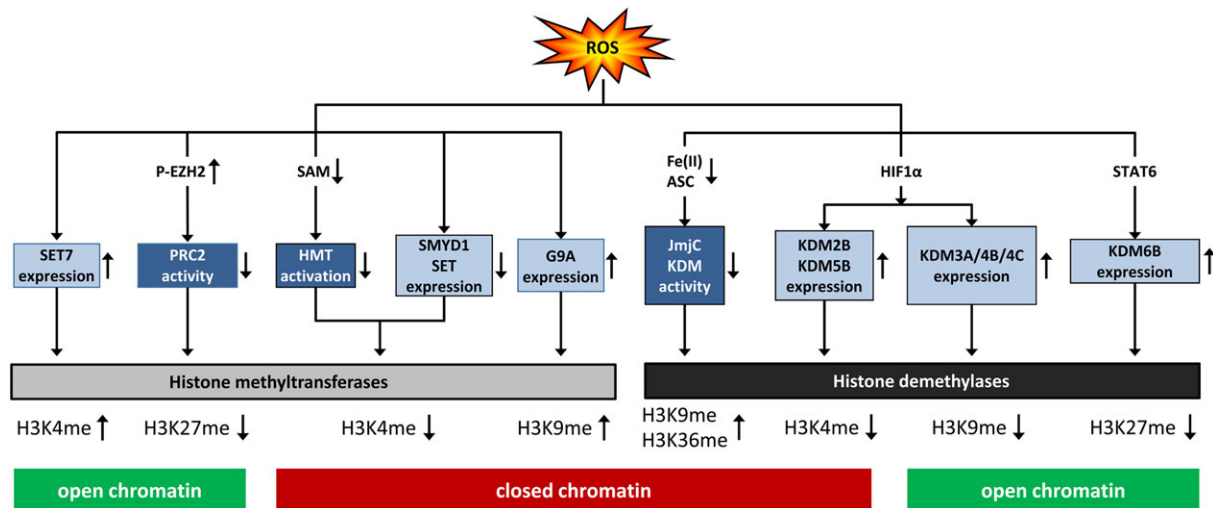 ROS
P-EZH2
SAM
Fe(II)
ASC
HIF1α
STAT6
SET7
expression
PRC2
activity
HMT
activation
SMYD1
SET
expression
G9A
expression
JmjC
KDM
activity
KDM2B
KDM5B
expression
KDM3A/4B/4C
expression
KDM6B
expression
Histone methyltransferases
Histone demethylases
H3K4me
H3K27me
H3K4me
H3K9me
H3K9me
H3K36me
H3K4me
H3K9me
H3K27me
open chromatin
closed chromatin
open chromatin